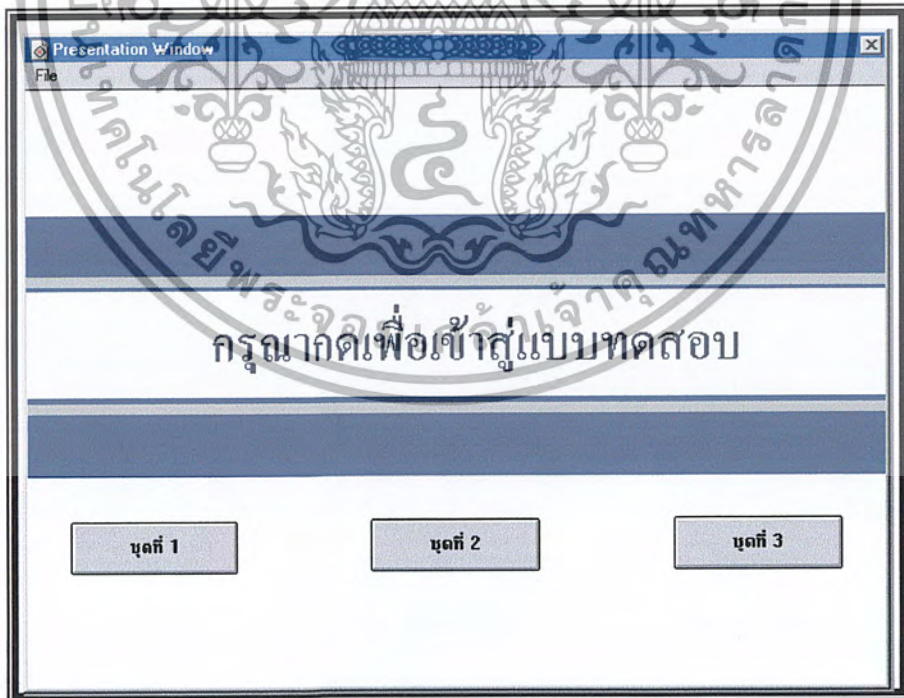 Presentation Window
File
กรุณากดเพื่อเข้าสู่แบบทดสอบ
ชุดที่ 1
ชุดที่ 2
ชุดที่ 3